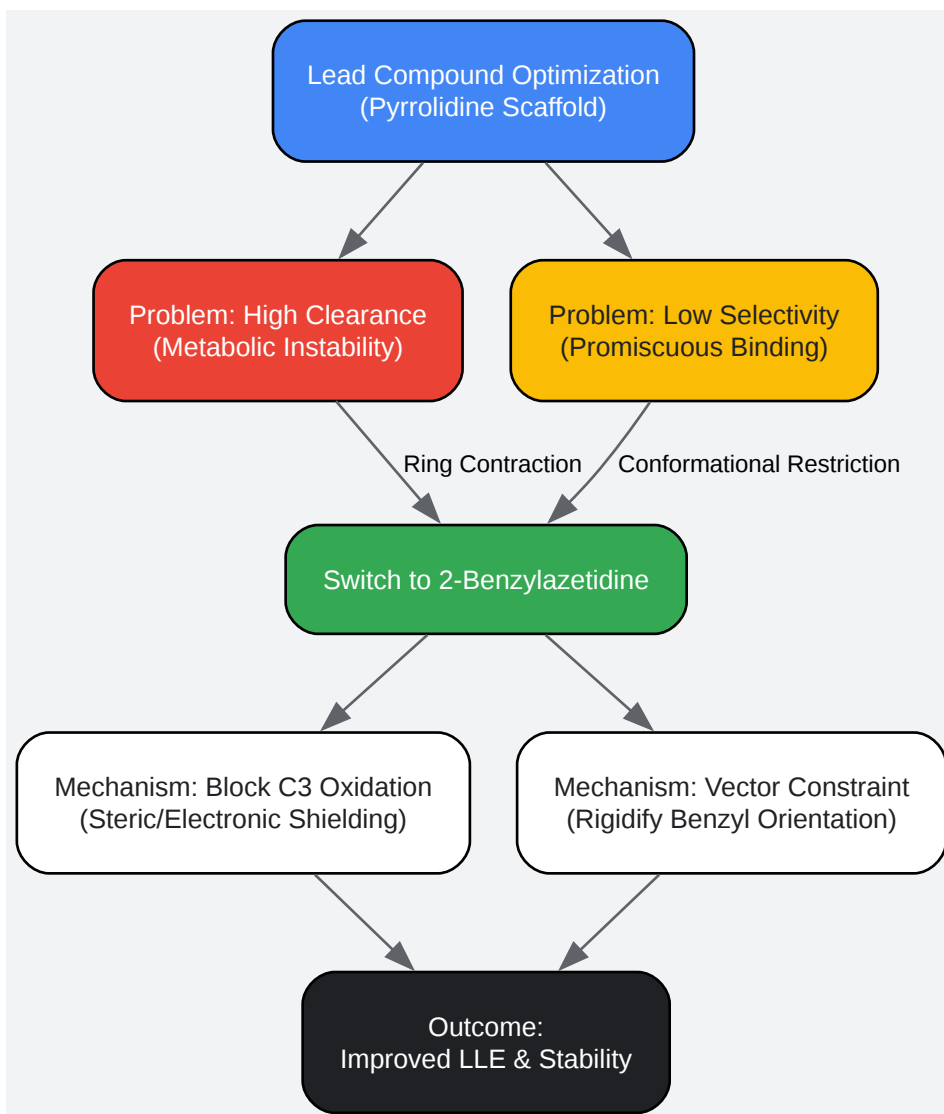 Lead Compound Optimization
(Pyrrolidine Scaffold)
Problem: High Clearance
(Metabolic Instability)
Problem: Low Selectivity
(Promiscuous Binding)
Ring Contraction
Conformational Restriction
Switch to 2-Benzylazetidine
Mechanism: Block C3 Oxidation
(Steric/Electronic Shielding)
Mechanism: Vector Constraint
(Rigidify Benzyl Orientation)
Outcome:
Improved LLE & Stability